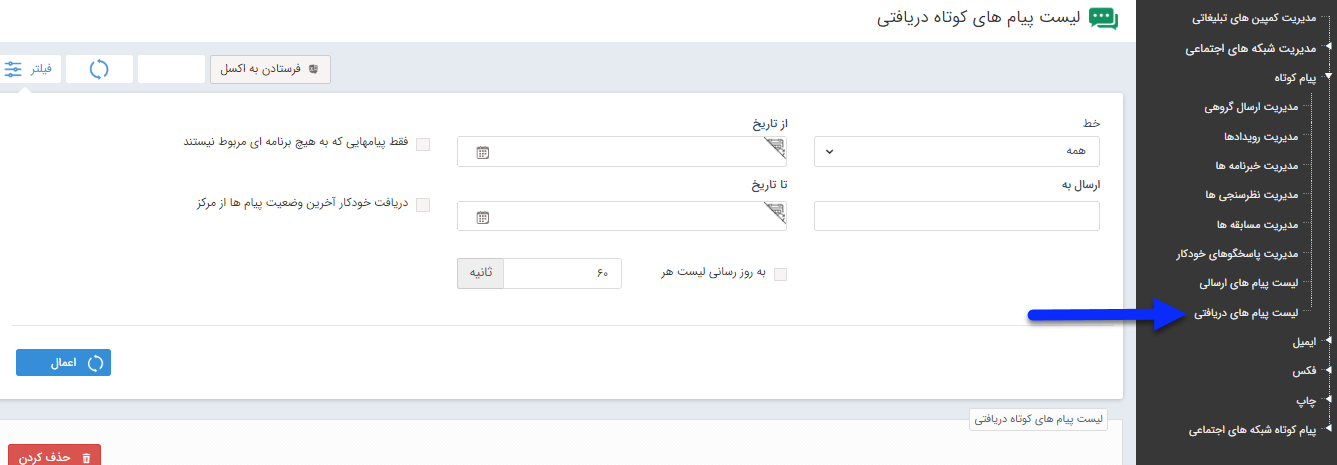 لیست پیام های کوتاه دریافتی
فرستادن به اکسل
فیلتر
خط
همه
از تاریخ
فقط پیامهایی که به هیچ برنامه ای مربوط نیستند
ارسال به
تا تاریخ
دریافت خودکار آخرین وضعیت پیام ها از مرکز
به روز رسانی لیست هر
۶۰
ثانیه
اعمال
لیست پیام های کوتاه دریافتی
حذف کردن
مدیریت کمپین های تبلیغاتی
مدیریت شبکه های اجتماعی
پیام کوتاه
مدیریت ارسال گروهی
مدیریت رویدادها
مدیریت خبرنامه ها
مدیریت نظرسنجی ها
مدیریت مسابقه ها
مدیریت پاسخگوهای خودکار
لیست پیام های ارسالی
لیست پیام های دریافتی
ایمیل
فکس
چاپ
پیام کوتاه شبکه های اجتماعی